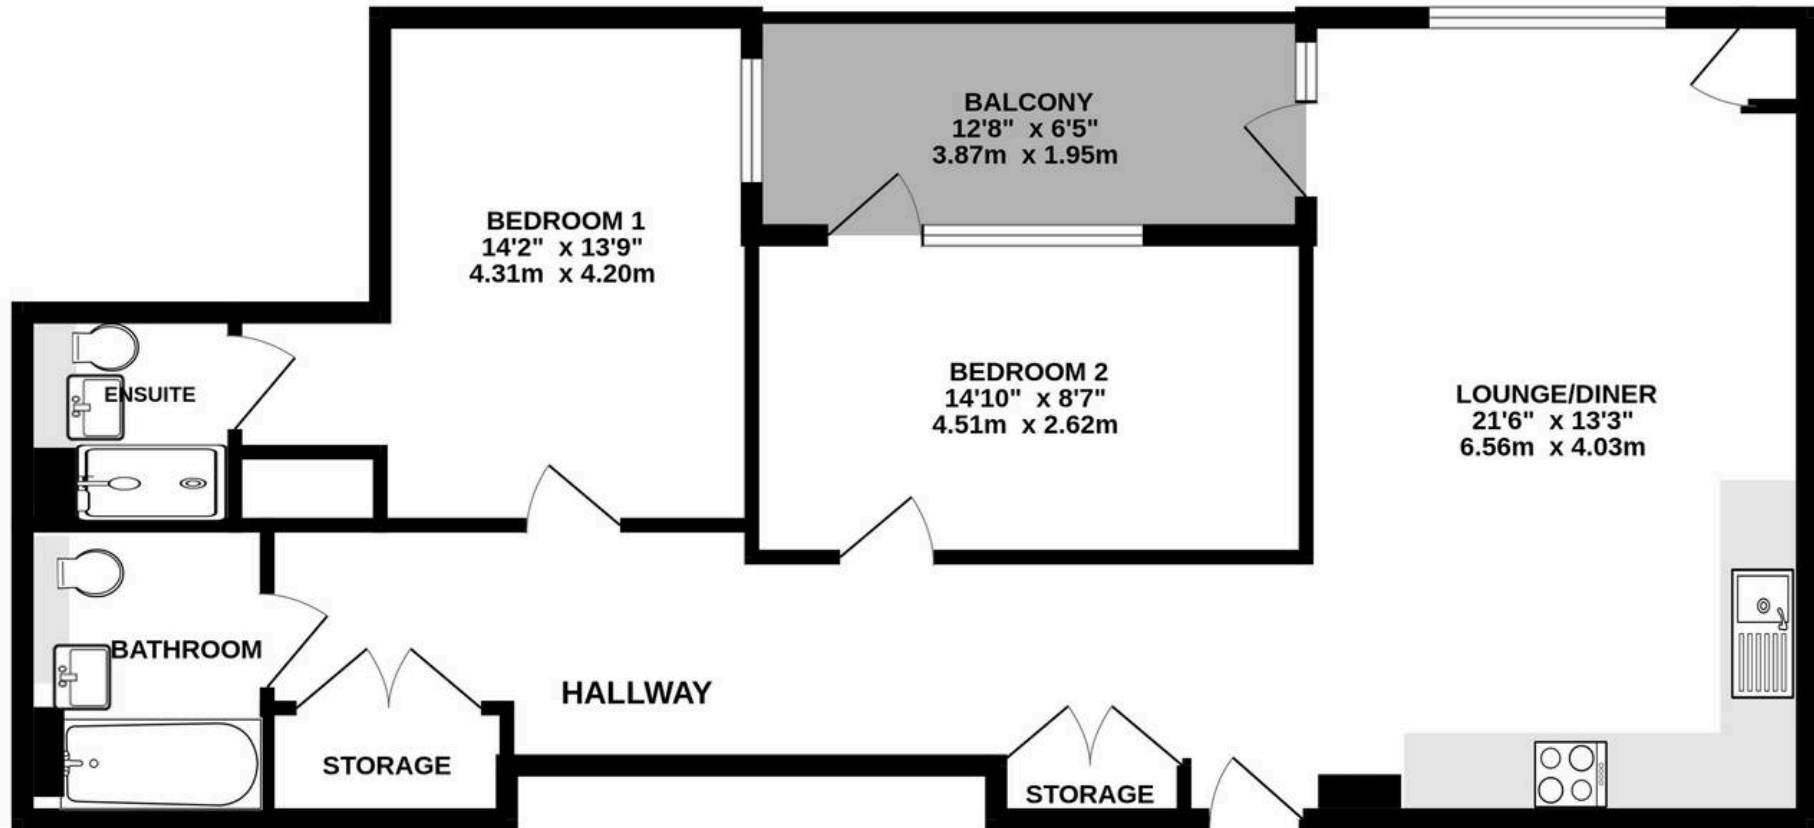 BALCONY
12'8" x 6'5"
3.87m x 1.95m
BEDROOM 1
14'2" x 13'9"
4.31m x 4.20m
BEDROOM 2
14'10" x 8'7"
4.51m x 2.62m
LOUNGE/DINER
21'6" x 13'3"
6.56m x 4.03m
ENSUITE
BATHROOM
HALLWAY
STORAGE
STORAGE